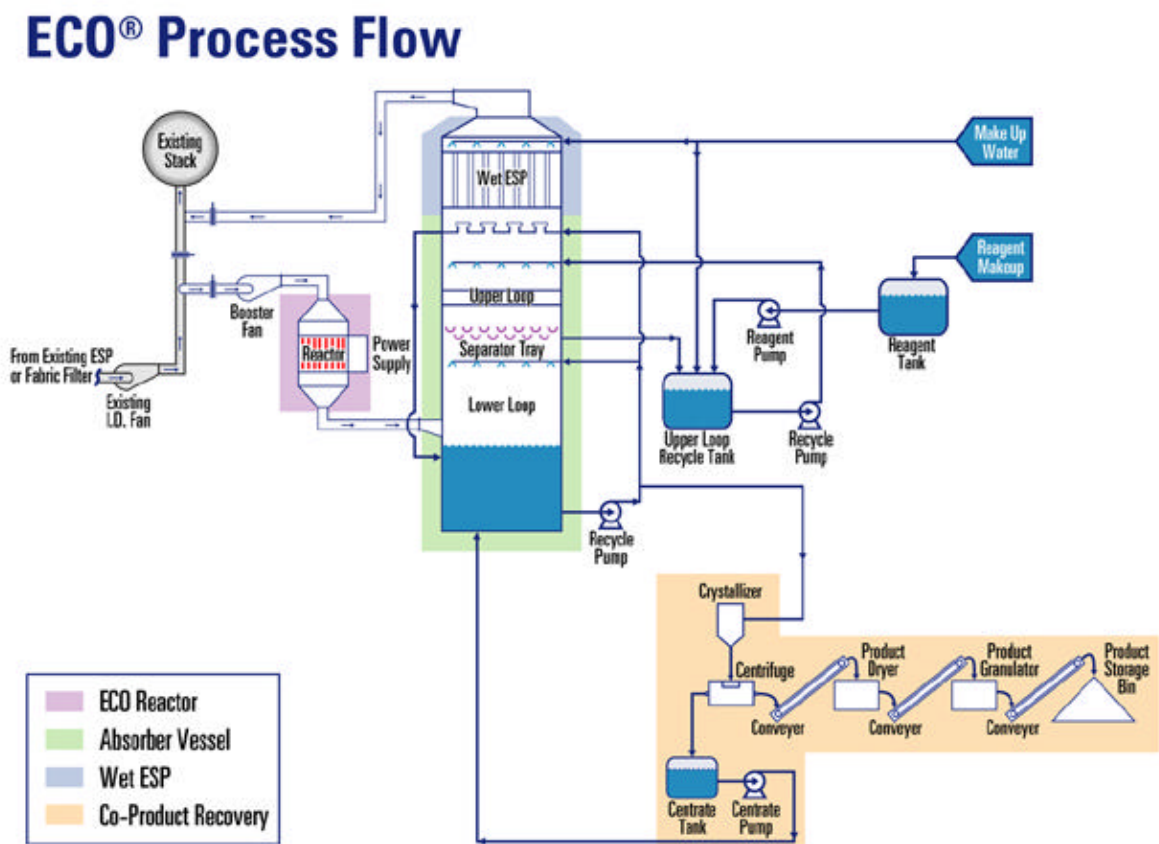 ECO® Process Flow
Existing
Stack
Make Up
Water
Wet ESP
Reagent
Makeup
Booster
Fan
Upper Loop
Reagent
Pump
Reagent
Tank
From Existing ESP
or Fabric Filter
Reactor
Power
Supply
Separator Tray
Existing
I.D. Fan
Lower Loop
Upper Loop
Recycle Tank
Recycle
Pump
Recycle
Pump
Crystallizer
Centrifuge
Product
Dryer
Product
Granulator
Product
Storage
Bin
Conveyer
Conveyer
Conveyer
Centrate
Tank
Centrate
Pump
ECO Reactor
Absorber Vessel
Wet ESP
Co-Product Recovery